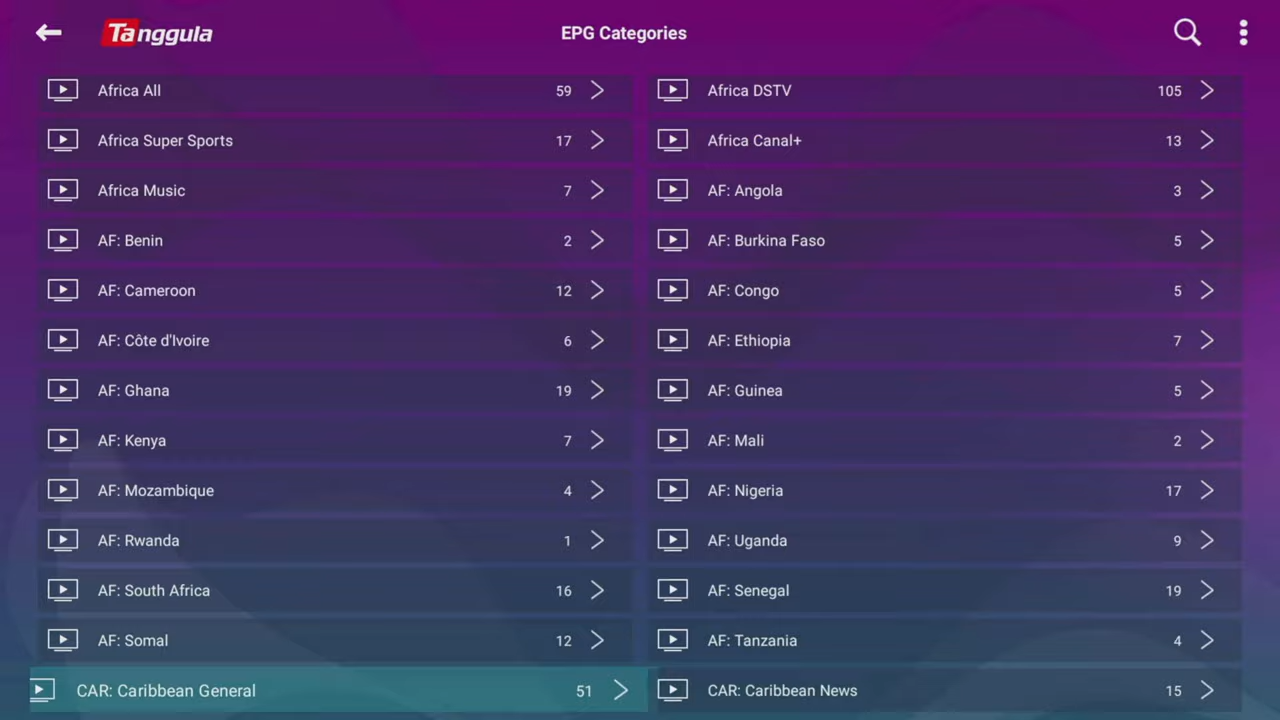 Tanggula
EPG Categories
Africa All 59
Africa DSTV 105
Africa Super Sports 17
Africa Canal+ 13
Africa Music 7
AF: Angola 3
AF: Benin 2
AF: Burkina Faso 5
AF: Cameroon 12
AF: Congo 5
AF: Côte d'Ivoire 6
AF: Ethiopia 7
AF: Ghana 19
AF: Guinea 5
AF: Kenya 7
AF: Mali 2
AF: Mozambique 4
AF: Nigeria 17
AF: Rwanda 1
AF: Uganda 9
AF: South Africa 16
AF: Senegal 19
AF: Somal 12
AF: Tanzania 4
CAR: Caribbean General 51
CAR: Caribbean News 15